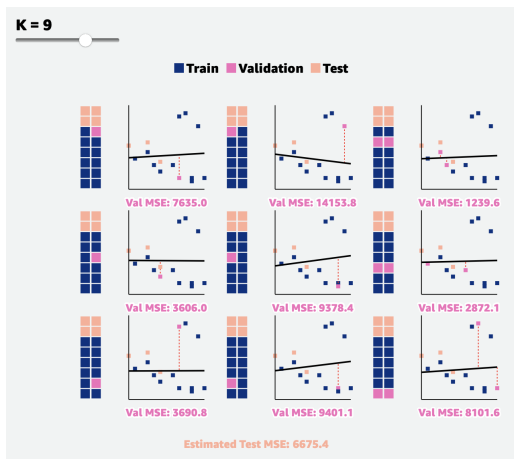 K = 9
Train Validation Test
Val MSE: 7635.0 Val MSE: 14153.8 Val MSE: 1239.6
Val MSE: 3606.0 Val MSE: 9378.4 Val MSE: 2872.1
Val MSE: 3690.8 Val MSE: 9401.1 Val MSE: 8101.6
Estimated Test MSE: 6675.4